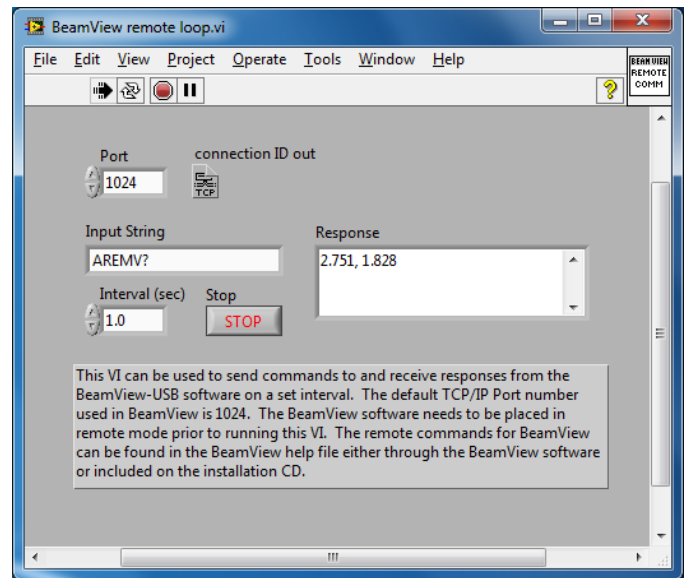 BeamView remote loop.vi
File Edit View Project Operate Tools Window Help
BEAM VIEW
REMOTE
COMM
Port
connection ID out
1024
TCP
Input String
Response
AREMV?
2.751, 1.828
Interval (sec)
Stop
1.0
STOP
This VI can be used to send commands to and receive responses from the
BeamView-USB software on a set interval.  The default TCP/IP Port number
used in BeamView is 1024.  The BeamView software needs to be placed in
remote mode prior to running this VI.  The remote commands for BeamView
can be found in the BeamView help file either through the BeamView software
or included on the installation CD.